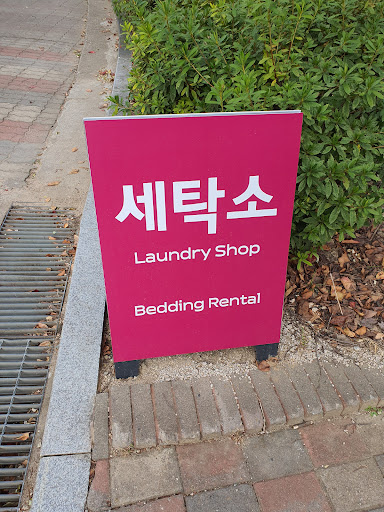 세탁소
Laundry Shop
Bedding Rental